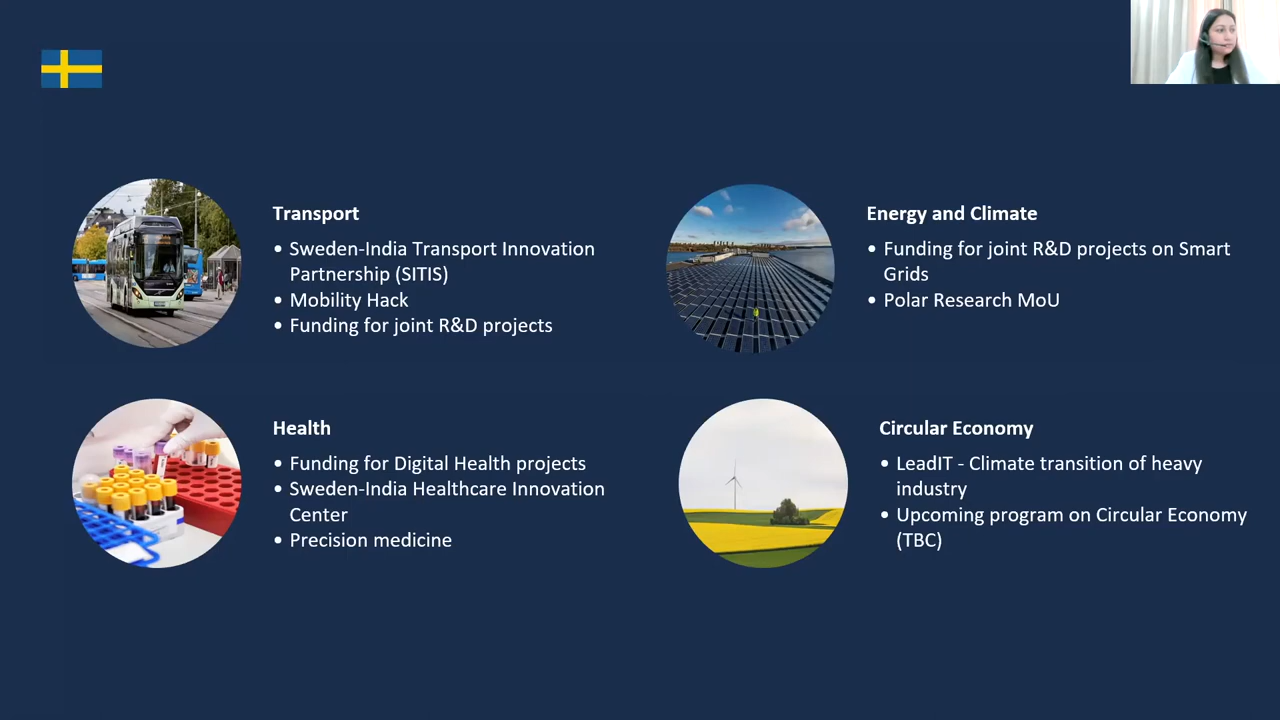 Transport
• Sweden-India Transport Innovation
Partnership (SITIS)
• Mobility Hack
• Funding for joint R&D projects
Energy and Climate
• Funding for joint R&D projects on Smart
Grids
• Polar Research MoU
Health
• Funding for Digital Health projects
• Sweden-India Healthcare Innovation
Center
• Precision medicine
Circular Economy
• LeadIT - Climate transition of heavy
industry
• Upcoming program on Circular Economy
(TBC)